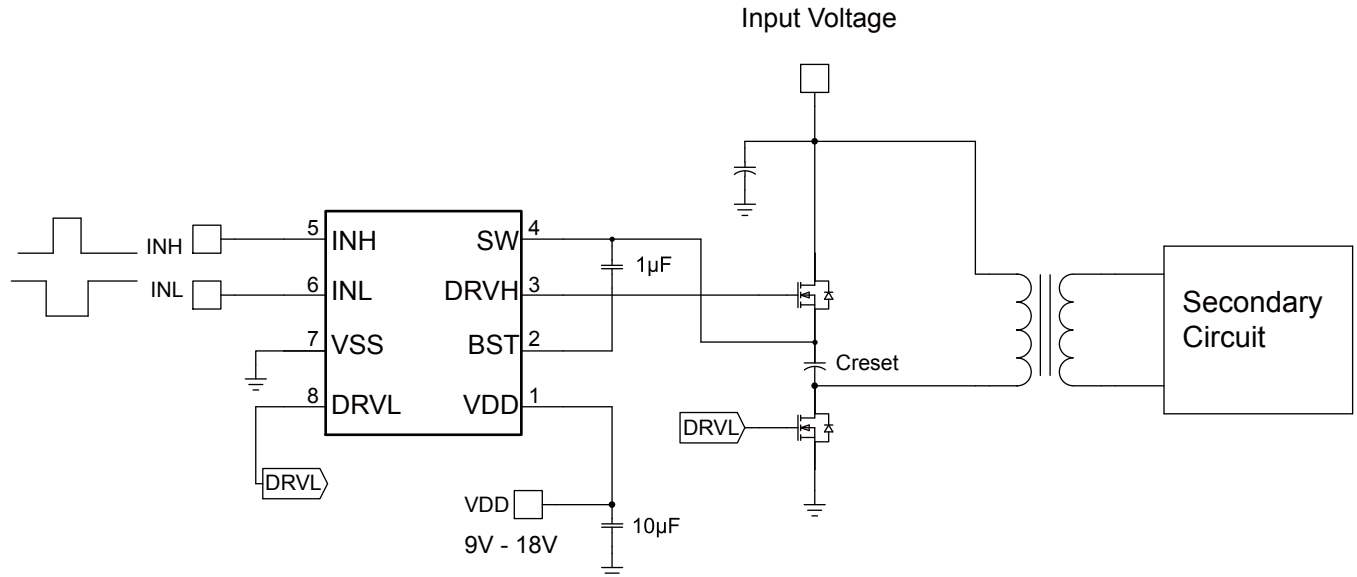 Input Voltage
INH
INL
5 INH
6 INL
7 VSS
8 DRVL
SW 4
DRVH 3
BST 2
VDD 1
1μF
DRVL
VDD
9V - 18V
10μF
Creset
DRVL
Secondary
Circuit